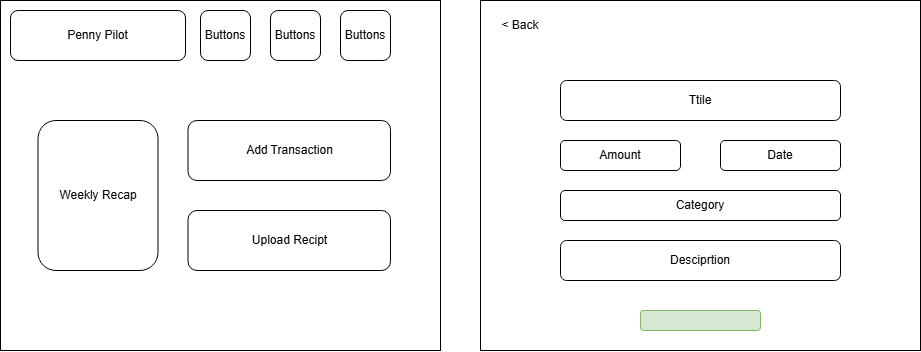 Penny Pilot
Buttons
Buttons
Buttons
Weekly Recap
Add Transaction
Upload Recipt
< Back
Ttile
Amount
Date
Category
Desciprtion